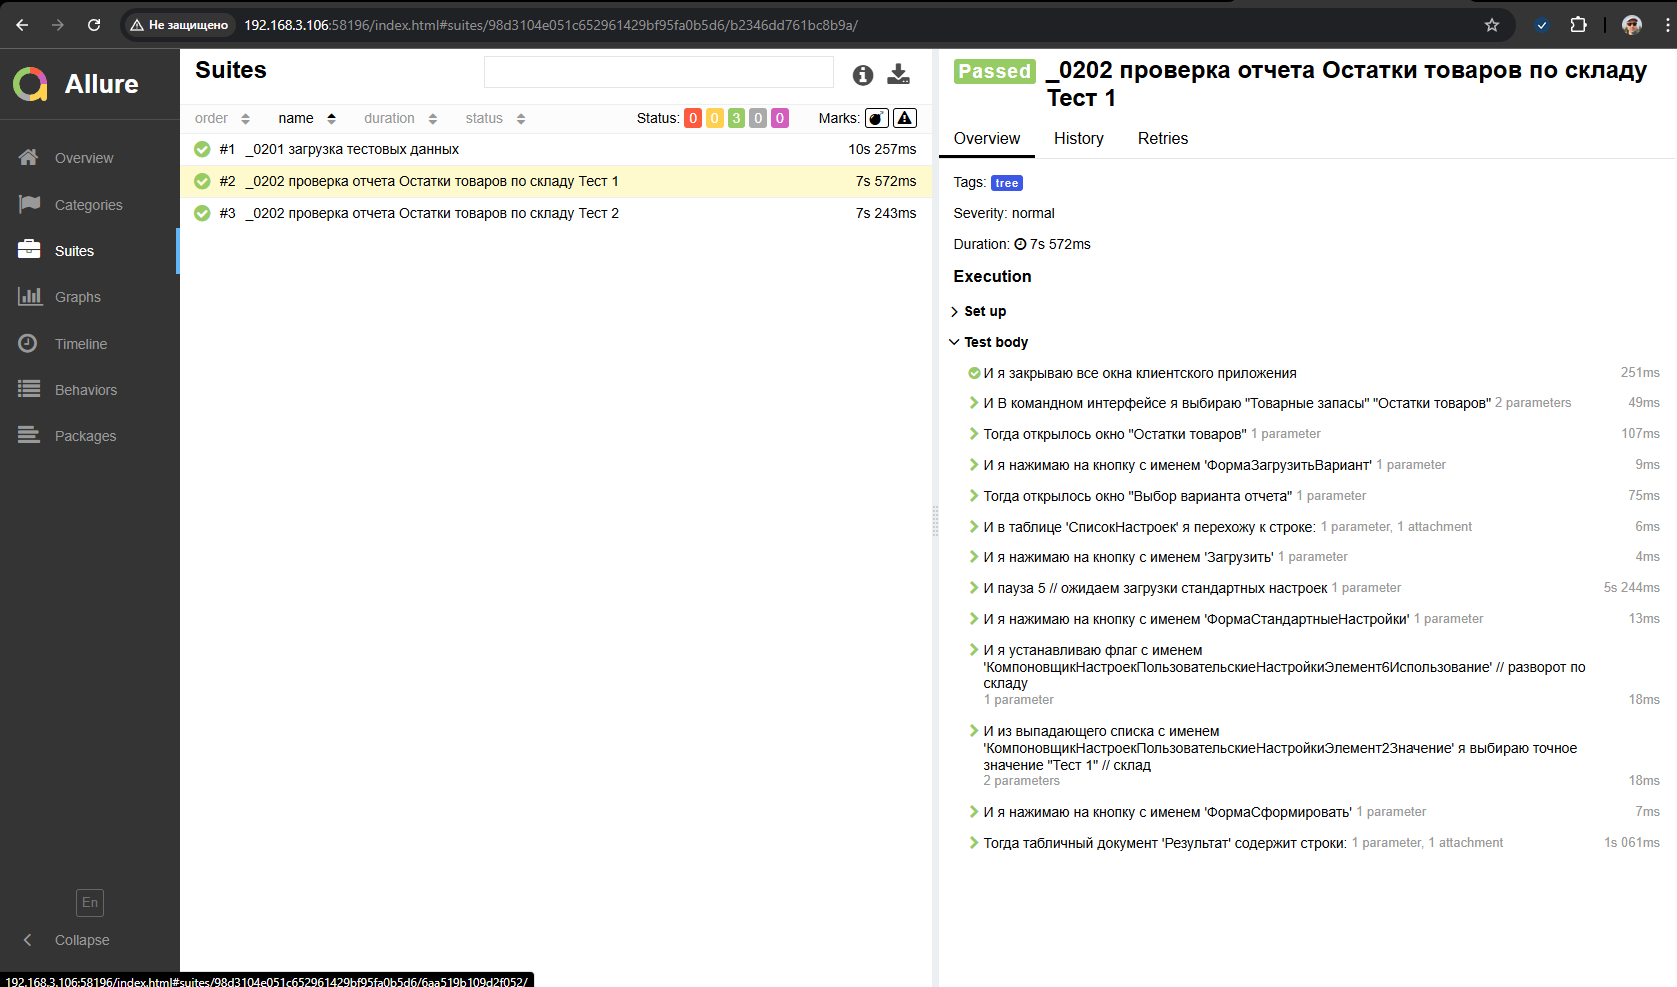 Не защищено 192.168.3.106:58196/index.html#suites/98d3104e051c652961429bf95fa0b5d6/b2346dd761bc8b9a/
Allure
Overview
Categories
Suites
Graphs
Timeline
Behaviors
Packages
En
Collapse
Suites
order name duration status Status: 0 0 3 0 0 Marks:
#1 _0201 загрузка тестовых данных 10s 257ms
#2 _0202 проверка отчета Остатки товаров по складу Тест 1 7s 572ms
#3 _0202 проверка отчета Остатки товаров по складу Тест 2 7s 243ms
Passed _0202 проверка отчета Остатки товаров по складу
Тест 1
Overview History Retries
Tags: tree
Severity: normal
Duration: 7s 572ms
Execution
Set up
Test body
И я закрываю все окна клиентского приложения 251ms
И В командном интерфейсе я выбираю "Товарные запасы" "Остатки товаров" 2 parameters 49ms
Тогда открылось окно "Остатки товаров" 1 parameter 107ms
И я нажимаю на кнопку с именем 'ФормаЗагрузитьВариант' 1 parameter 9ms
Тогда открылось окно "Выбор варианта отчета" 1 parameter 75ms
И в таблице 'СписокНастроек' я перехожу к строке: 1 parameter, 1 attachment 6ms
И я нажимаю на кнопку с именем 'Загрузить' 1 parameter 4ms
И пауза 5 // ожидаем загрузки стандартных настроек 1 parameter 5s 244ms
И я нажимаю на кнопку с именем 'ФормаСтандартныеНастройки' 1 parameter 13ms
И я устанавливаю флаг с именем
'КомпоновщикНастроекПользовательскиеНастройкиЭлемент6Использование' // разворот по
складу
1 parameter 18ms
И из выпадающего списка с именем
'КомпоновщикНастроекПользовательскиеНастройкиЭлемент2Значение' я выбираю точное
значение "Тест 1" // склад
2 parameters 18ms
И я нажимаю на кнопку с именем 'ФормаСформировать' 1 parameter 7ms
Тогда табличный документ 'Результат' содержит строки: 1 parameter, 1 attachment 1s 061ms
192.168.3.106:58196/index.html#suites/98d3104e051c652961429bf95fa0b5d6/6aa519b109d2f052/